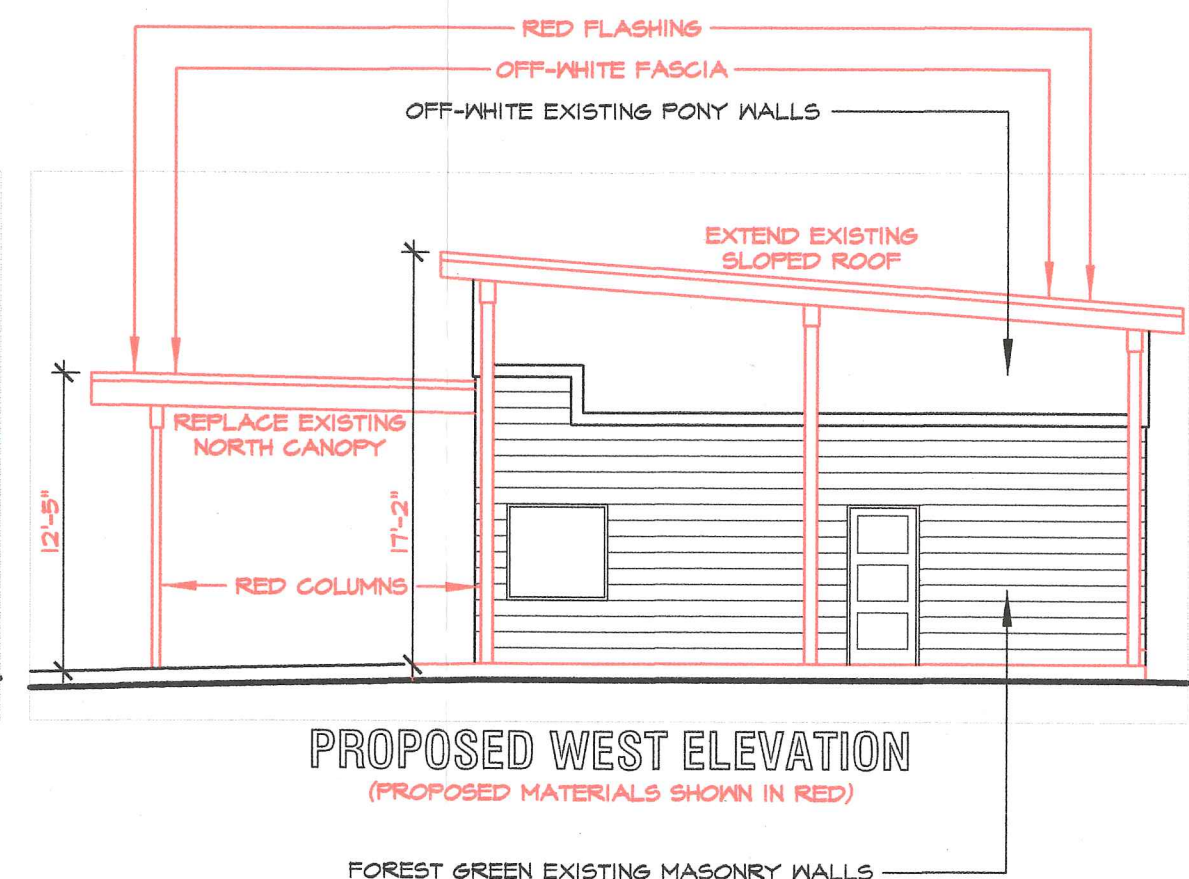 RED FLASHING
OFF-WHITE FASCIA
OFF-WHITE EXISTING PONY WALLS
EXTEND EXISTING
SLOPED ROOF
REPLACE EXISTING
NORTH CANOPY
12'-5"
17'-2"
RED COLUMNS
PROPOSED WEST ELEVATION
(PROPOSED MATERIALS SHOWN IN RED)
FOREST GREEN EXISTING MASONRY WALLS